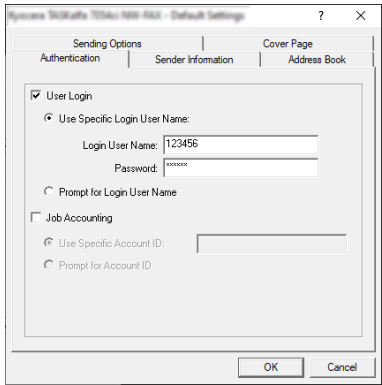 Kyocera TASKalfa 7054ci NW-FAX - Default Settings
Sending Options
Cover Page
Authentication
Sender Information
Address Book
User Login
Use Specific Login User Name:
Login User Name: 123456
Password: ××××××
Prompt for Login User Name
Job Accounting
Use Specific Account ID:
Prompt for Account ID
OK
Cancel